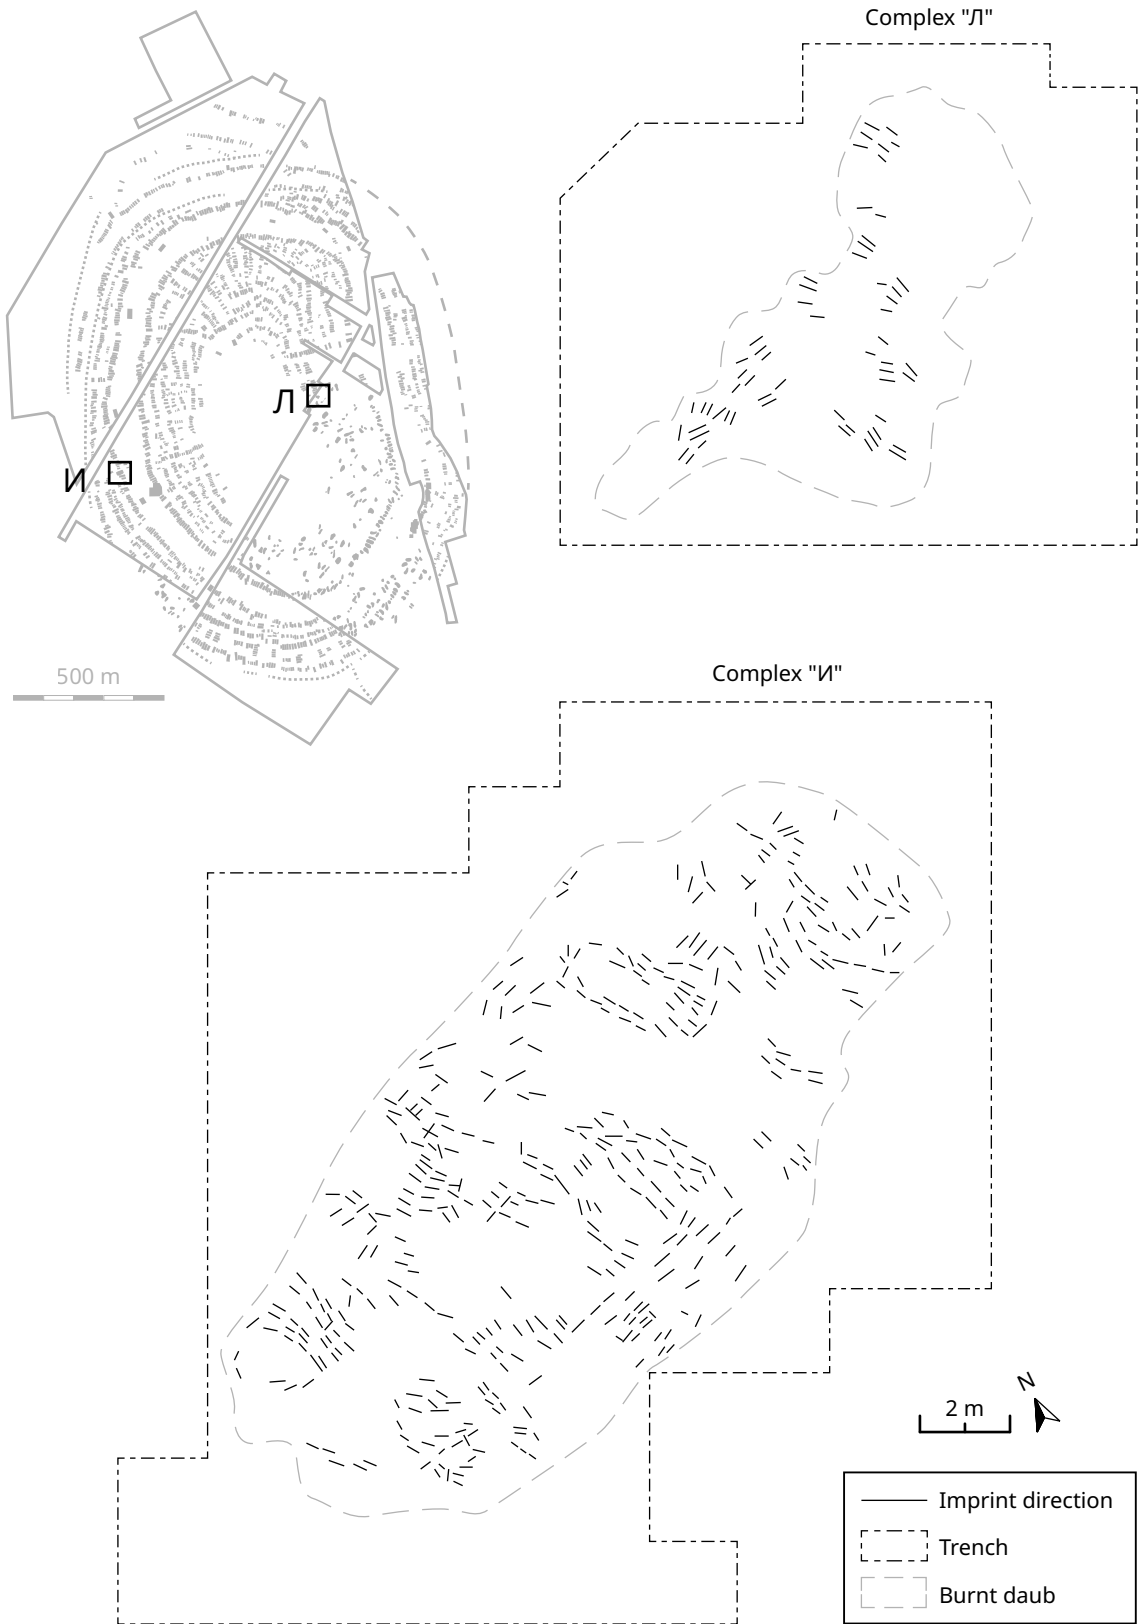 Complex "Л"
Л
И
500 m
Complex "И"
N
2 m
Imprint direction
Trench
Burnt daub